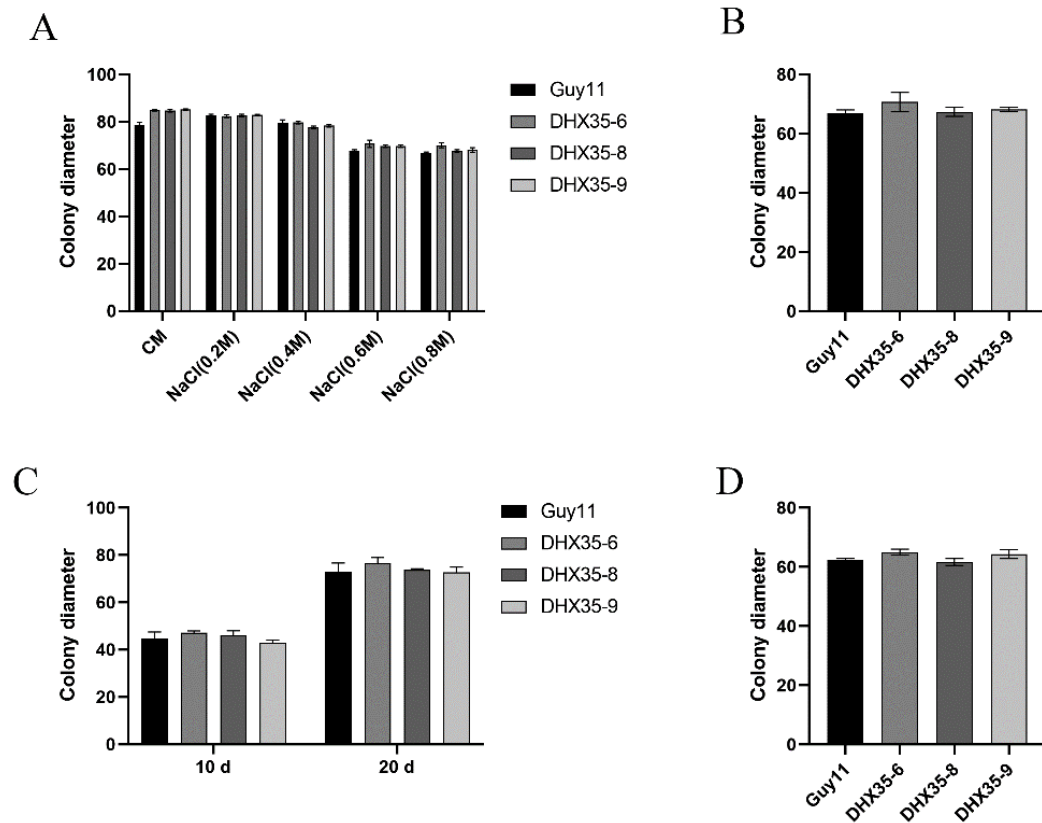 A
Colony diameter
100
80
60
40
20
0
CM
NaCl(0.2M)
NaCl(0.4M)
NaCl(0.6M)
NaCl(0.8M)
Guy11
DHX35-6
DHX35-8
DHX35-9
B
Colony diameter
80
60
40
20
0
Guy11
DHX35-6
DHX35-8
DHX35-9
C
Colony diameter
100
80
60
40
20
0
10 d
20 d
Guy11
DHX35-6
DHX35-8
DHX35-9
D
Colony diameter
80
60
40
20
0
Guy11
DHX35-6
DHX35-8
DHX35-9